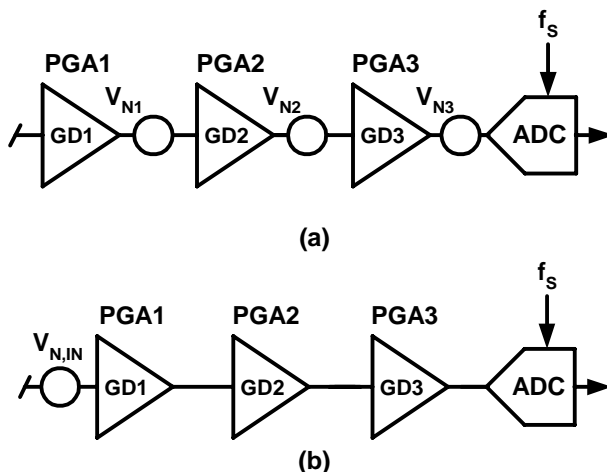 f_S
PGA1 PGA2 PGA3
V_N1 V_N2 V_N3
GD1 GD2 GD3 ADC
(a)
f_S
PGA1 PGA2 PGA3
V_N,IN
GD1 GD2 GD3 ADC
(b)